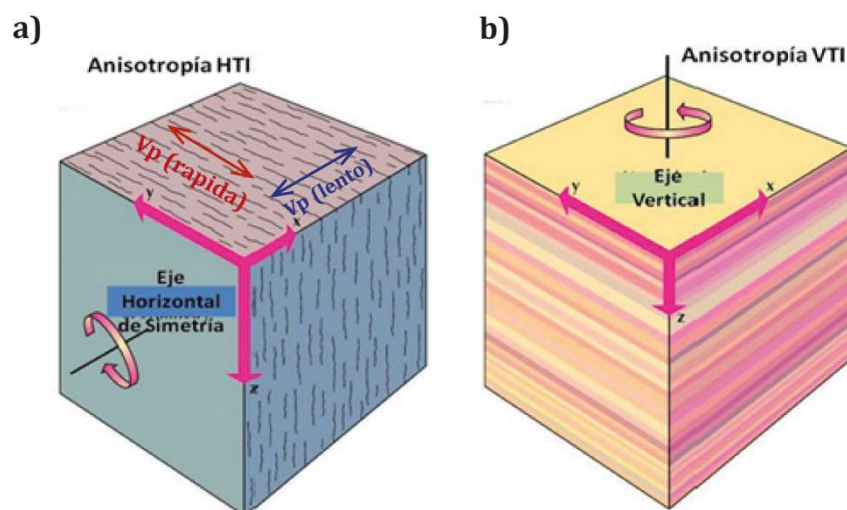 a)
Anisotropía HTI
Vp (rapida)
Vp (lento)
y
x
Eje
Horizontal
de Simetría
z
b)
Anisotropía VTI
Eje
Vertical
y
x
z